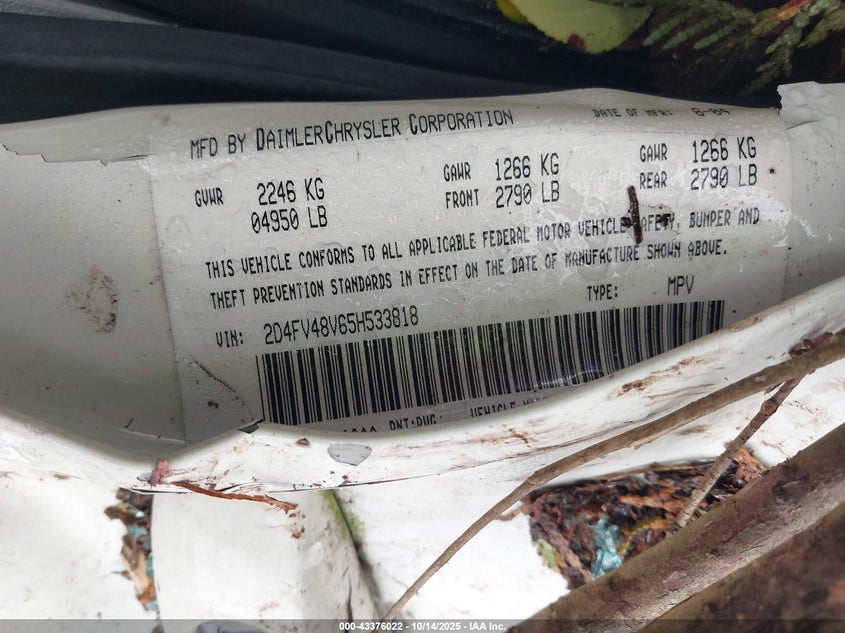 MFD BY DAIMLERCHRYSLER CORPORATION DATE OF MFR: 8-04
GVWR 2246 KG GAWR 1266 KG GAWR 1266 KG
04950 LB FRONT 2790 LB REAR 2790 LB
THIS VEHICLE CONFORMS TO ALL APPLICABLE FEDERAL MOTOR VEHICLE AFETY, BUMPER AND
THEFT PREVENTION STANDARDS IN EFFECT ON THE DATE OF MANUFACTURE SHOWN ABOVE.
VIN: 2D4FV48V65H533818 TYPE: MPV
VEHICLE
000-43376022 - 10/14/2025 - IAA Inc.